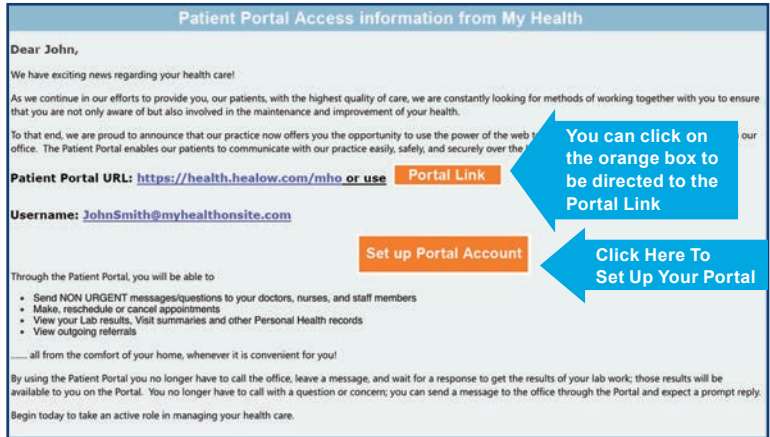 Patient Portal Access information from My Health
Dear John,
We have exciting news regarding your health care!
As we continue in our efforts to provide you, our patients, with the highest quality of care, we are constantly looking for methods of working together with you to ensure
that you are not only aware of but also involved in the maintenance and improvement of your health.
To that end, we are proud to announce that our practice now offers you the opportunity to use the power of the web t our
office. The Patient Portal enables our patients to communicate with our practice easily, safely, and securely over the
You can click on
the orange box to
be directed to the
Portal Link
Patient Portal URL: https://health.healow.com/mho or use Portal Link
Username: JohnSmith@myhealthonsite.com
Set up Portal Account
Click Here To
Set Up Your Portal
Through the Patient Portal, you will be able to
• Send NON URGENT messages/questions to your doctors, nurses, and staff members
• Make, reschedule or cancel appointments
• View your Lab results, Visit summaries and other Personal Health records
• View outgoing referrals
...... all from the comfort of your home, whenever it is convenient for you!
By using the Patient Portal you no longer have to call the office, leave a message, and wait for a response to get the results of your lab work; those results will be
available to you on the Portal. You no longer have to call with a question or concern; you can send a message to the office through the Portal and expect a prompt reply.
Begin today to take an active role in managing your health care.